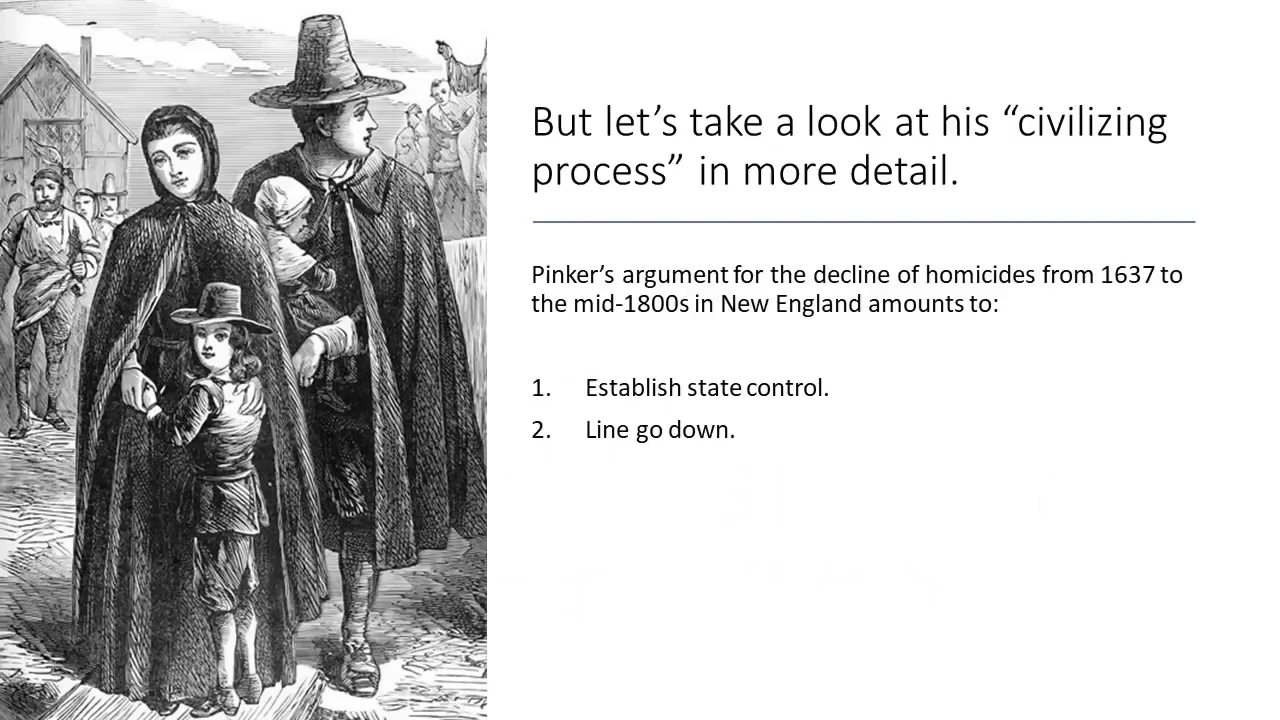 But let’s take a look at his “civilizing
process” in more detail.
Pinker’s argument for the decline of homicides from 1637 to
the mid-1800s in New England amounts to:
1. Establish state control.
2. Line go down.